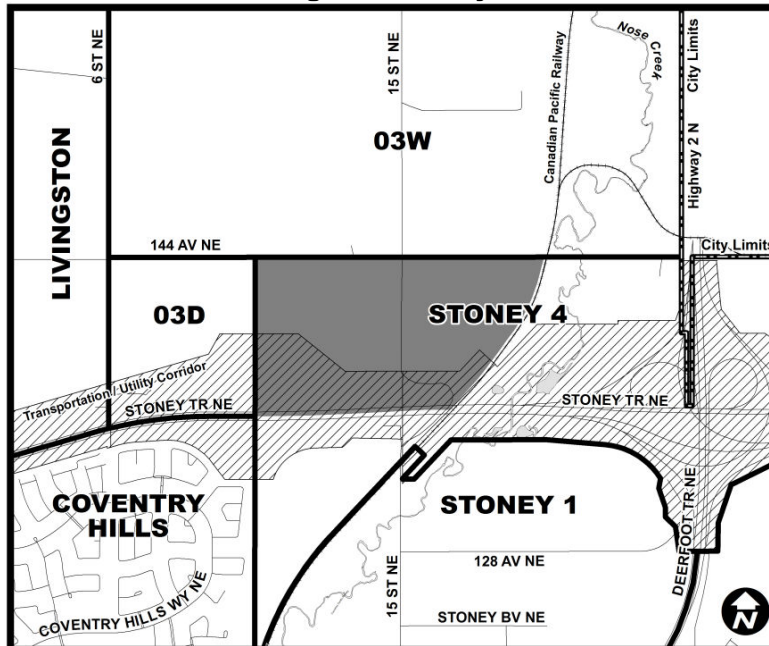 6 ST NE
15 ST NE
Canadian Pacific Railway
Nose Creek
City Limits
Highway 2 N
03W
LIVINGSTON
144 AV NE
City Limits
03D
STONEY 4
Transportation / Utility Corridor
STONEY TR NE
STONEY TR NE
COVENTRY
HILLS
STONEY 1
DEERFOOT TR NE
128 AV NE
15 ST NE
COVENTRY HILLS WY NE
STONEY BV NE
N